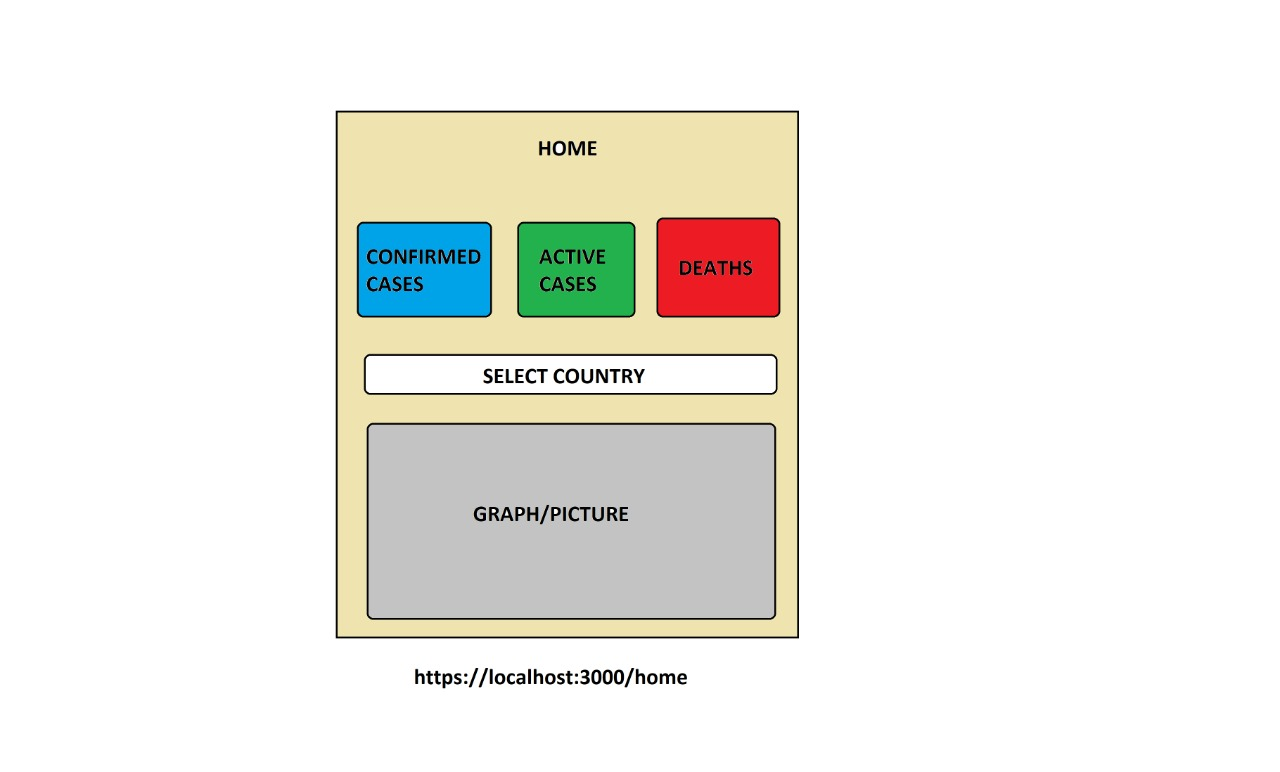 HOME
CONFIRMED
CASES
ACTIVE
CASES
DEATHS
SELECT COUNTRY
GRAPH/PICTURE
https://localhost:3000/home